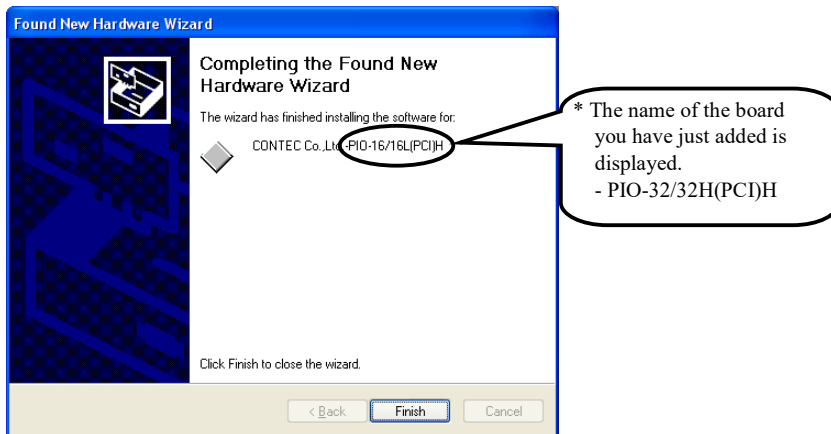 Found New Hardware Wizard
Completing the Found New
Hardware Wizard
The wizard has finished installing the software for:
CONTEC Co.,Ltd.-PIO-16/16L(PCI)H
Click Finish to close the wizard.
< Back
Finish
Cancel
* The name of the board
you have just added is
displayed.
- PIO-32/32H(PCI)H